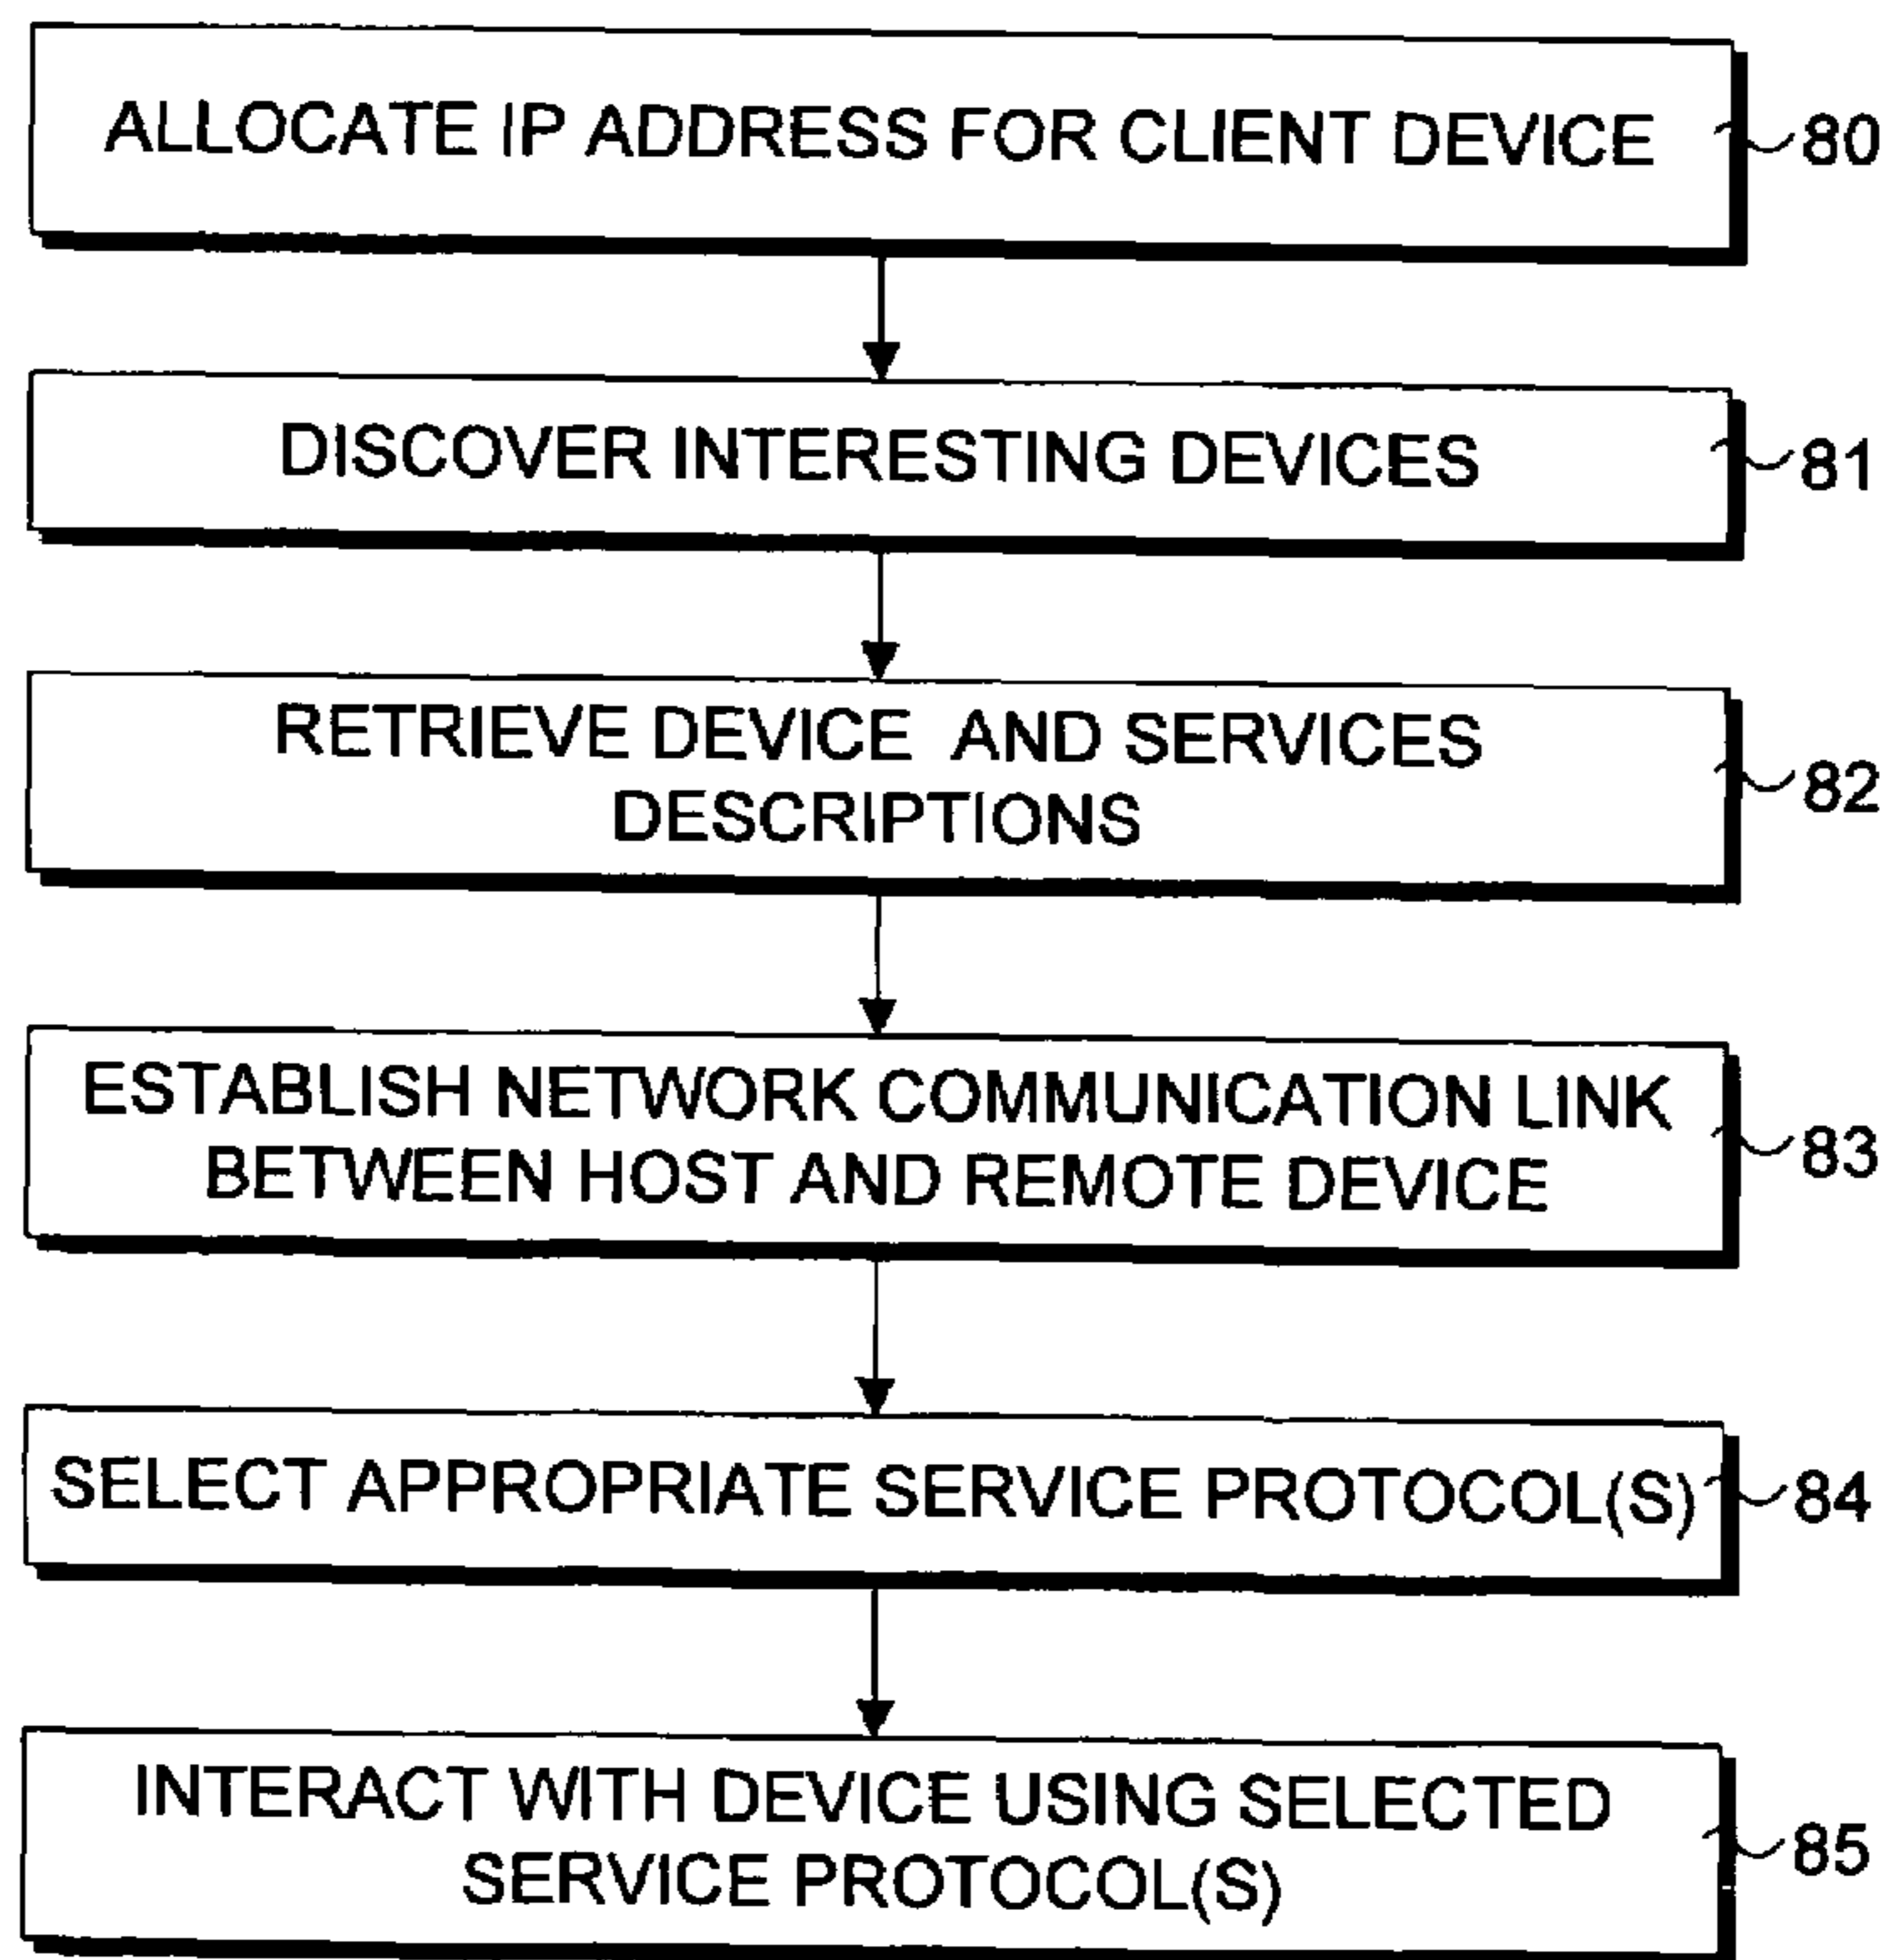 ALLOCATE IP ADDRESS FOR CLIENT DEVICE
80
DISCOVER INTERESTING DEVICES
81
RETRIEVE DEVICE AND SERVICES
DESCRIPTIONS
82
ESTABLISH NETWORK COMMUNICATION LINK
BETWEEN HOST AND REMOTE DEVICE
83
SELECT APPROPRIATE SERVICE PROTOCOL(S)
84
INTERACT WITH DEVICE USING SELECTED
SERVICE PROTOCOL(S)
85